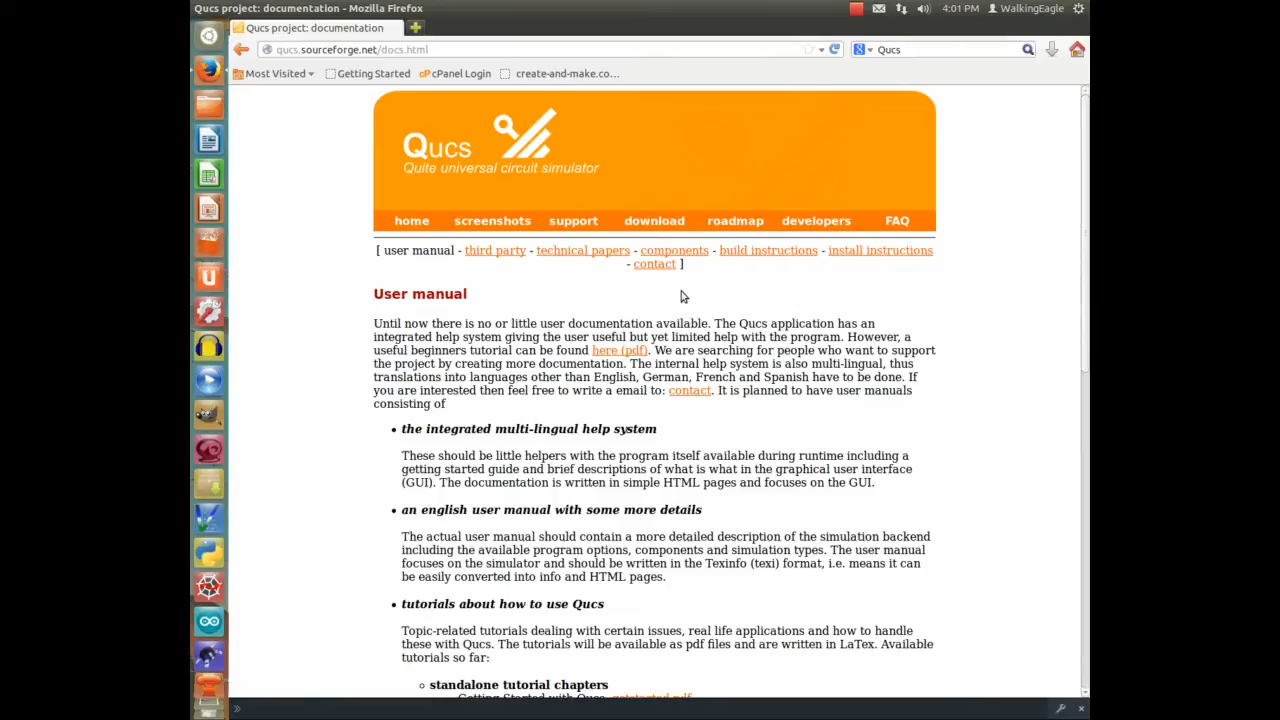 Qucs project: documentation - Mozilla Firefox
4:01 PM
WalkingEagle
Qucs project: documentation
qucs.sourceforge.net/docs.html
Qucs
Most Visited
Getting Started
cPanel Login
create-and-make.co...
Qucs
Quite universal circuit simulator
home screenshots support download roadmap developers FAQ
[ user manual - third party - technical papers - components - build instructions - install instructions
- contact ]
User manual
Until now there is no or little user documentation available. The Qucs application has an
integrated help system giving the user useful but yet limited help with the program. However, a
useful beginners tutorial can be found here (pdf). We are searching for people who want to support
the project by creating more documentation. The internal help system is also multi-lingual, thus
translations into languages other than English, German, French and Spanish have to be done. If
you are interested then feel free to write a email to: contact. It is planned to have user manuals
consisting of
• the integrated multi-lingual help system
These should be little helpers with the program itself available during runtime including a
getting started guide and brief descriptions of what is what in the graphical user interface
(GUI). The documentation is written in simple HTML pages and focuses on the GUI.
• an english user manual with some more details
The actual user manual should contain a more detailed description of the simulation backend
including the available program options, components and simulation types. The user manual
focuses on the simulator and should be written in the Texinfo (texi) format, i.e. means it can
be easily converted into info and HTML pages.
• tutorials about how to use Qucs
Topic-related tutorials dealing with certain issues, real life applications and how to handle
these with Qucs. The tutorials will be available as pdf files and are written in LaTex. Available
tutorials so far:
standalone tutorial chapters
Getting Started with Qucs getstarted.pdf